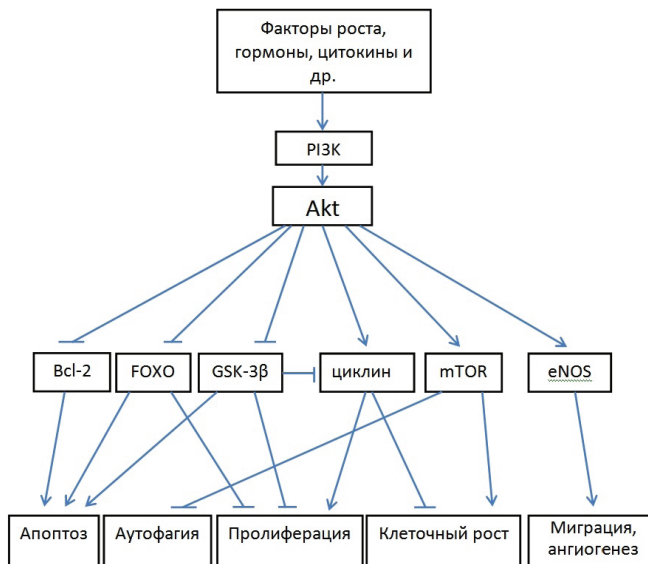 Факторы роста,
гормоны, цитокины и
др.
PI3K
Akt
Bcl-2
FOXO
GSK-3β
циклин
mTOR
eNOS
Апоптоз
Аутофагия
Пролиферация
Клеточный рост
Миграция,
ангиогенез